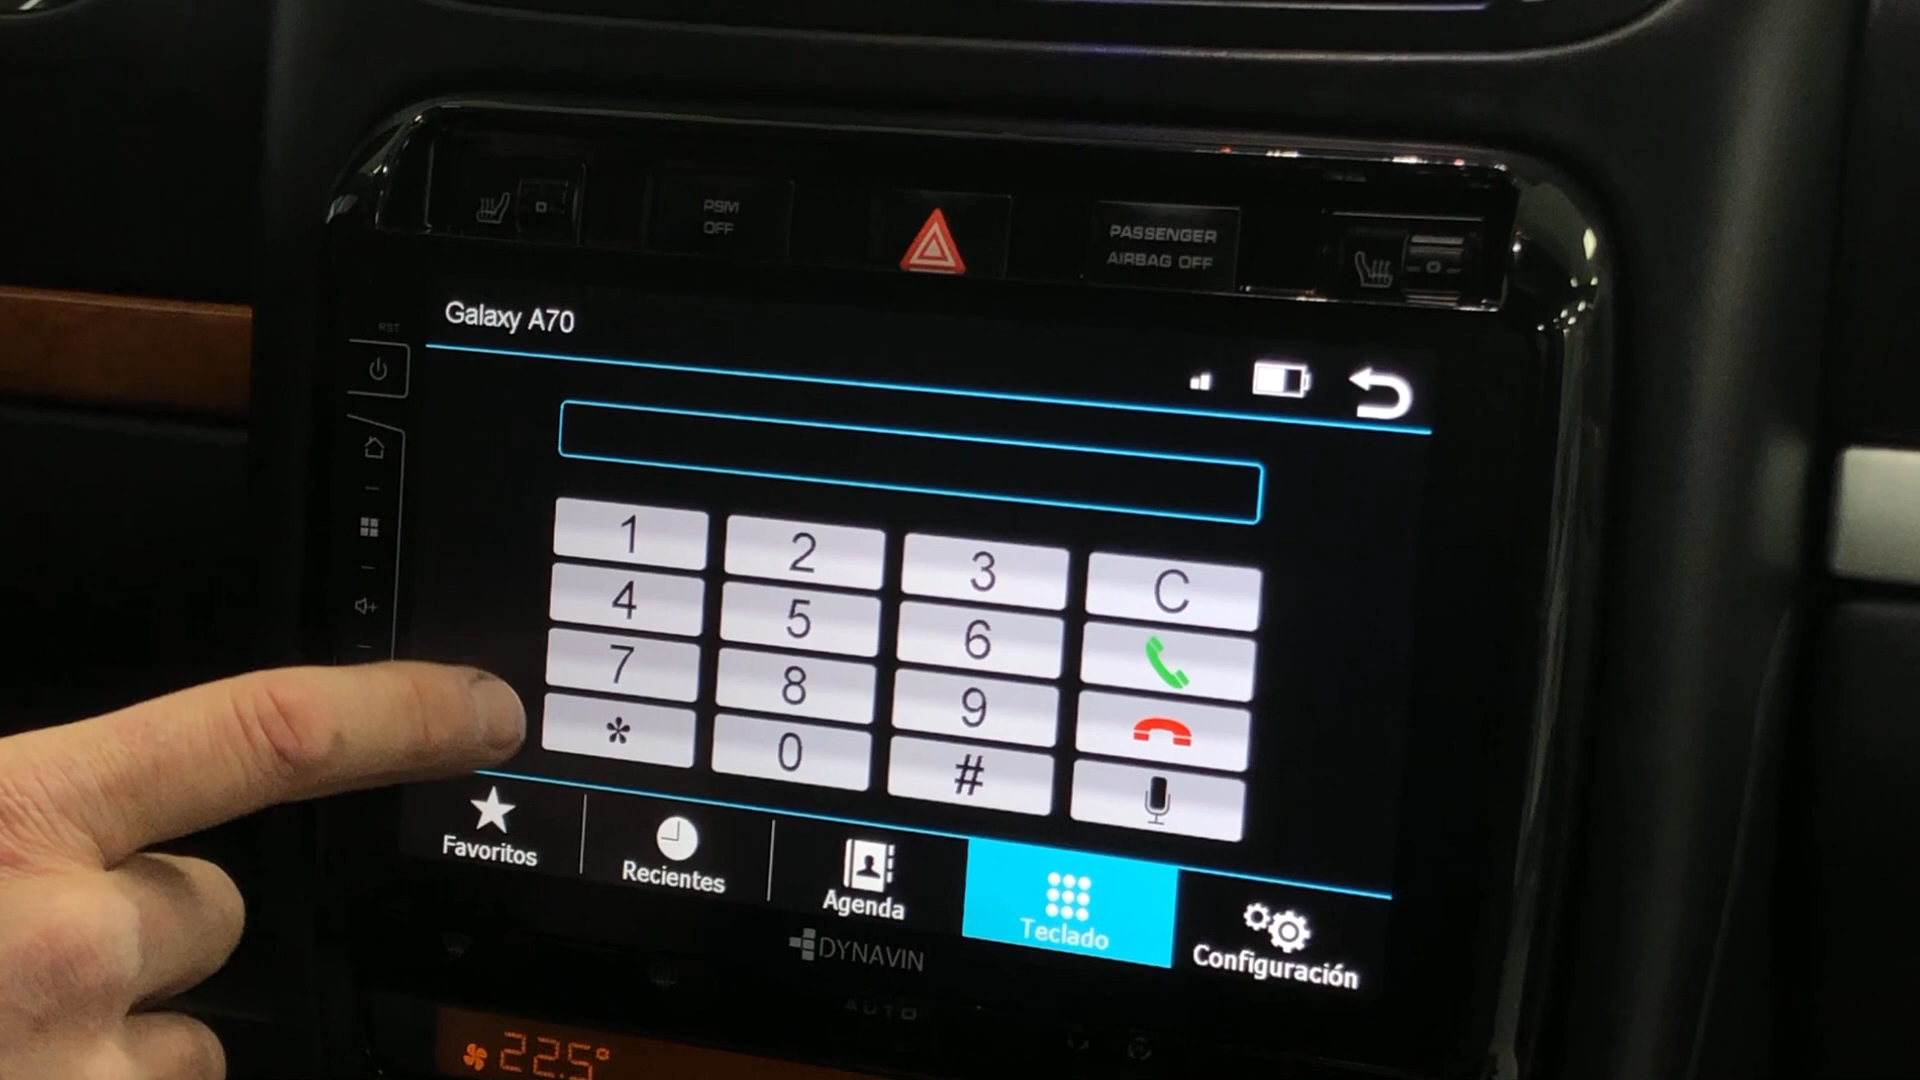 PSM
OFF
PASSENGER
AIRBAG OFF
RST
Galaxy A70
1
2
3
C
4
5
6
7
8
9
*
0
#
Favoritos
Recientes
Agenda
Teclado
Configuración
DYNAVIN
AUTO
22.5°